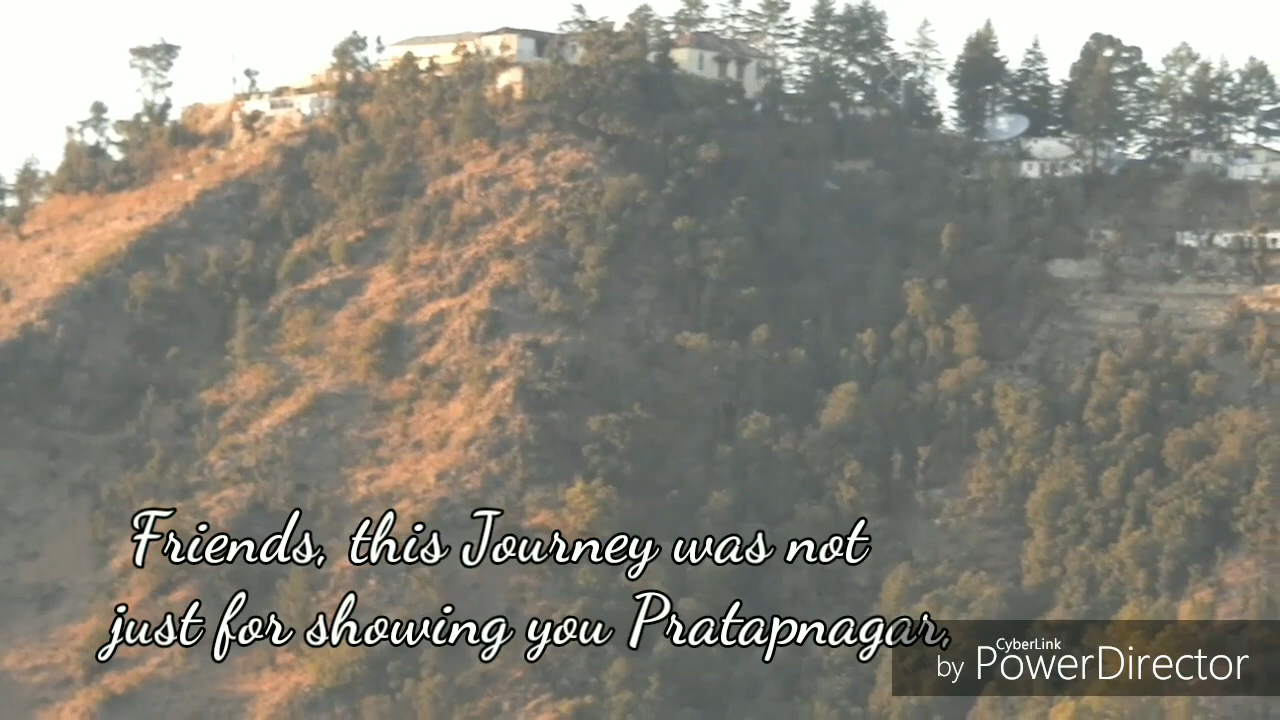 Friends, this Journey was not
just for showing you Pratapnagar,
CyberLink
by PowerDirector